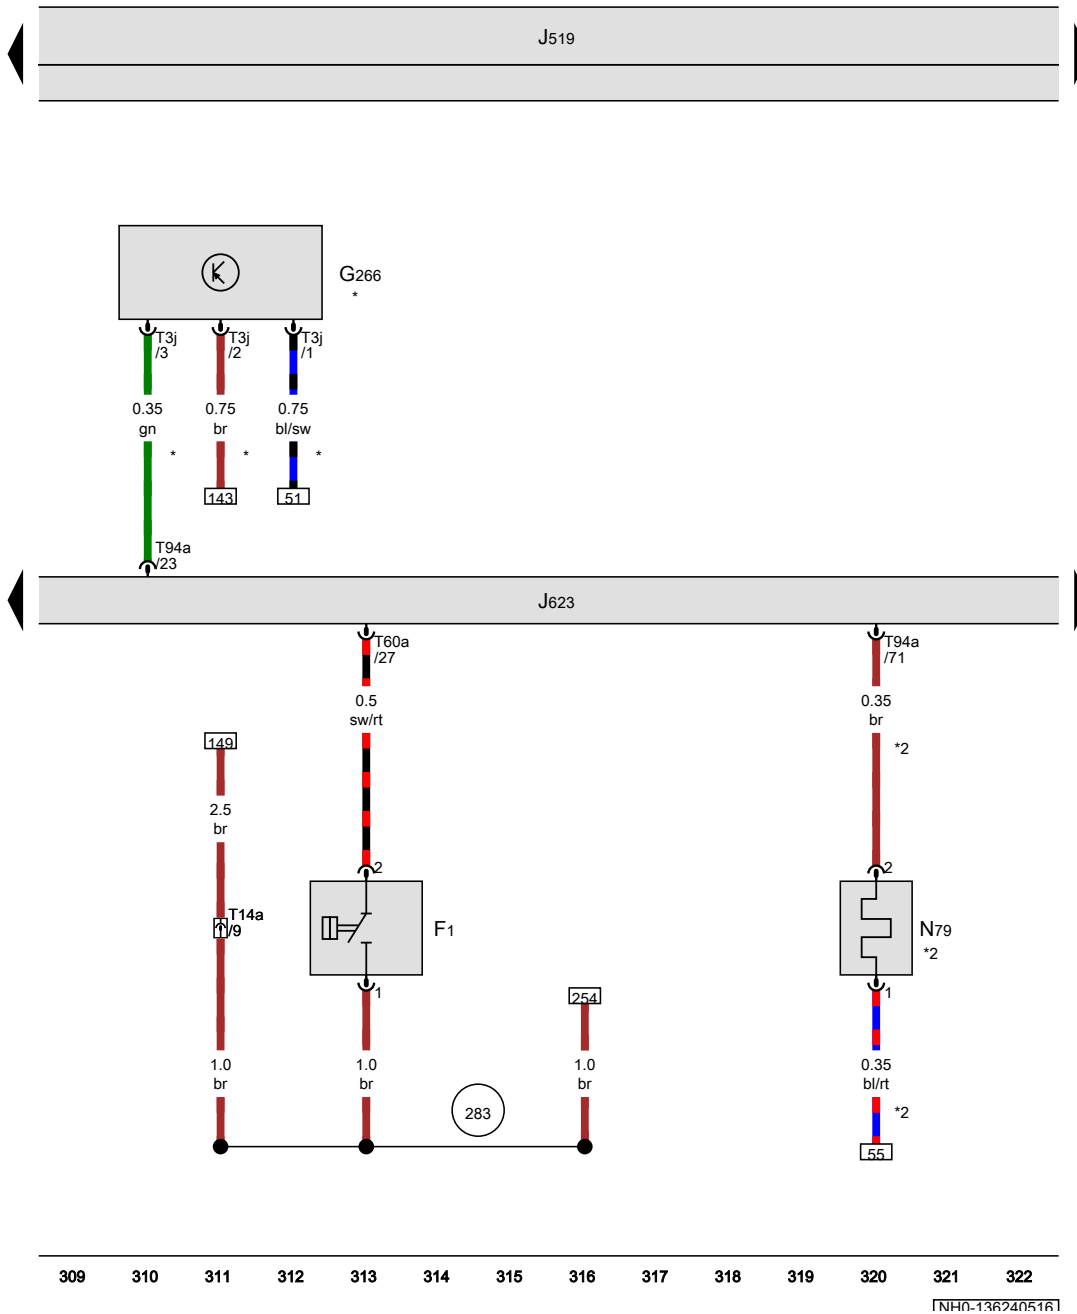 J519
G266
*
T3j T3j T3j
/3 /2 /1
0.35 0.75 0.75
gn br bl/sw
* * *
143 51
T94a
/23
J623
T60a T94a
/27 /71
0.5 0.35
sw/rt br
149 *2
2.5
br
2 2
T14a
/9 F1 N79
*2
1 254 1
1.0 1.0 1.0 0.35
br br br bl/rt
283 *2
55
309 310 311 312 313 314 315 316 317 318 319 320 321 322
NH0-136240516